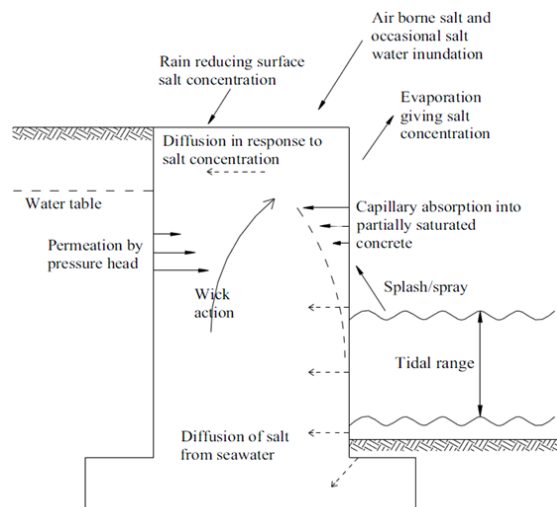 Air borne salt and
occasional salt
water inundation
Rain reducing surface
salt concentration
Evaporation
giving salt
concentration
Diffusion in response to
salt concentration
Water table
Capillary absorption into
partially saturated
concrete
Permeation by
pressure head
Wick
action
Splash/spray
Tidal range
Diffusion of salt
from seawater